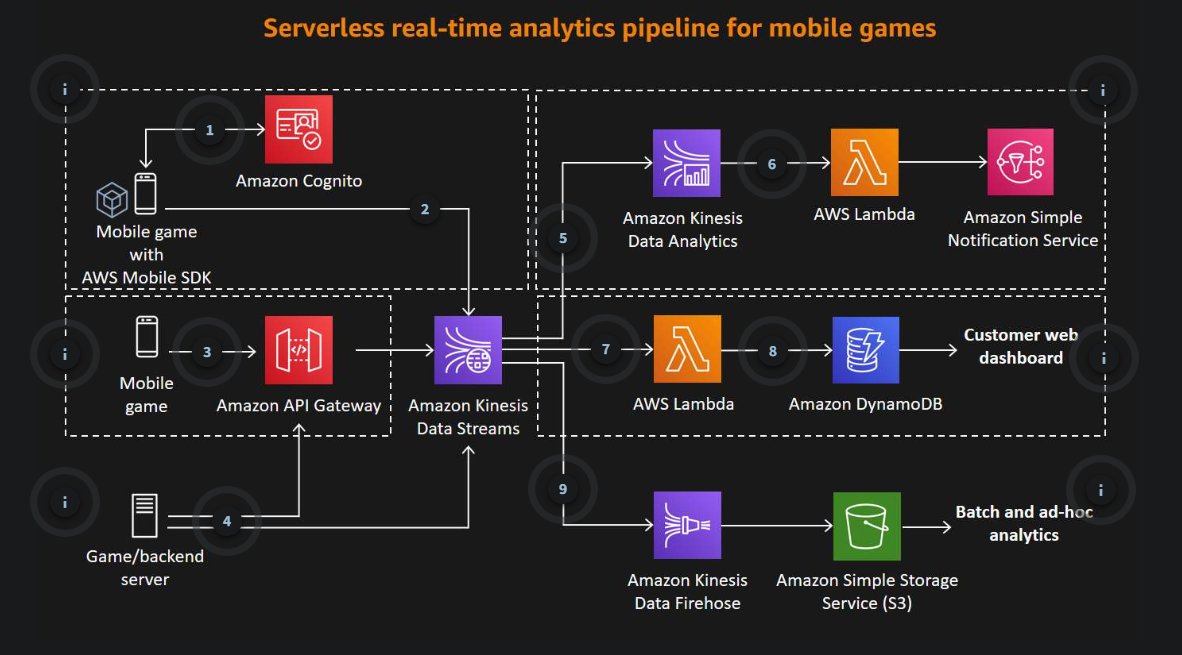 Serverless real-time analytics pipeline for mobile games
i
i
1
Amazon Cognito
2
Mobile game
with
AWS Mobile SDK
5
Amazon Kinesis
Data Analytics
6
AWS Lambda
Amazon Simple
Notification Service
i
Mobile
game
3
Amazon API Gateway
Amazon Kinesis
Data Streams
7
AWS Lambda
8
Amazon DynamoDB
Customer web
dashboard
i
i
Game/backend
server
4
9
Amazon Kinesis
Data Firehose
Amazon Simple Storage
Service (S3)
i
Batch and ad-hoc
analytics